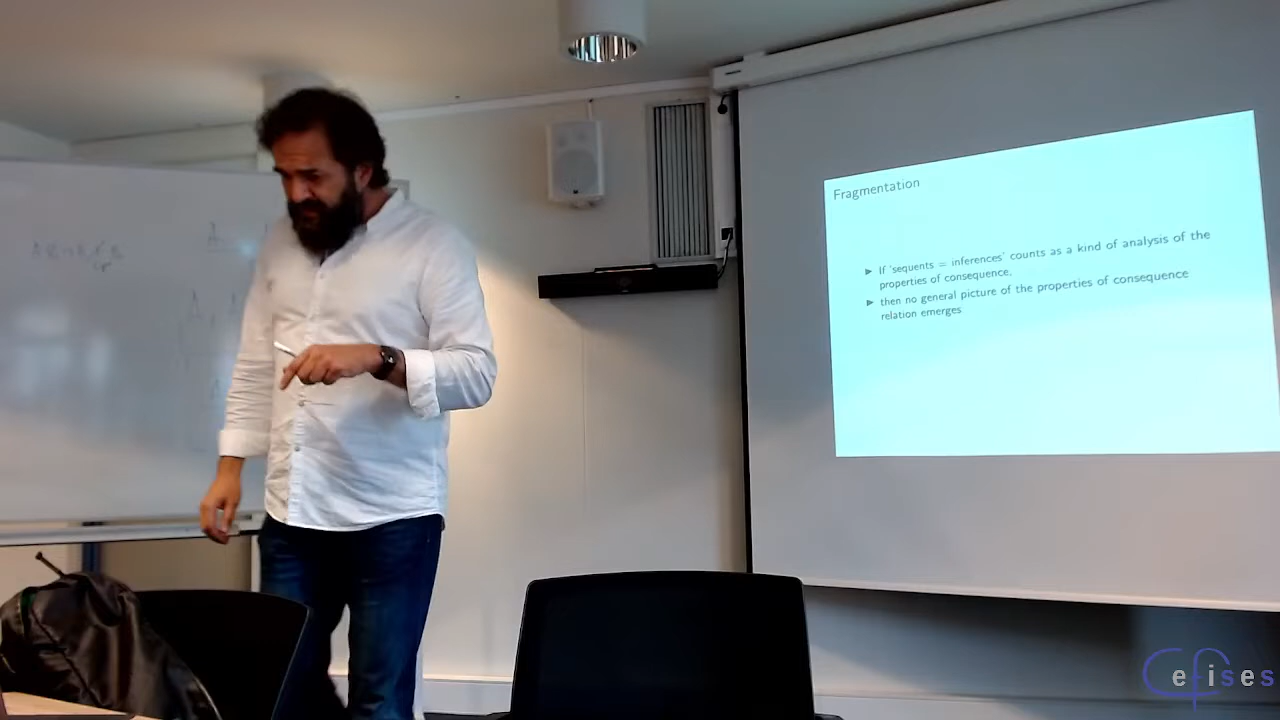 Fragmentation
▶ If 'sequents = inferences' counts as a kind of analysis of the
properties of consequence,
▶ then no general picture of the properties of consequence
relation emerges
Cefises